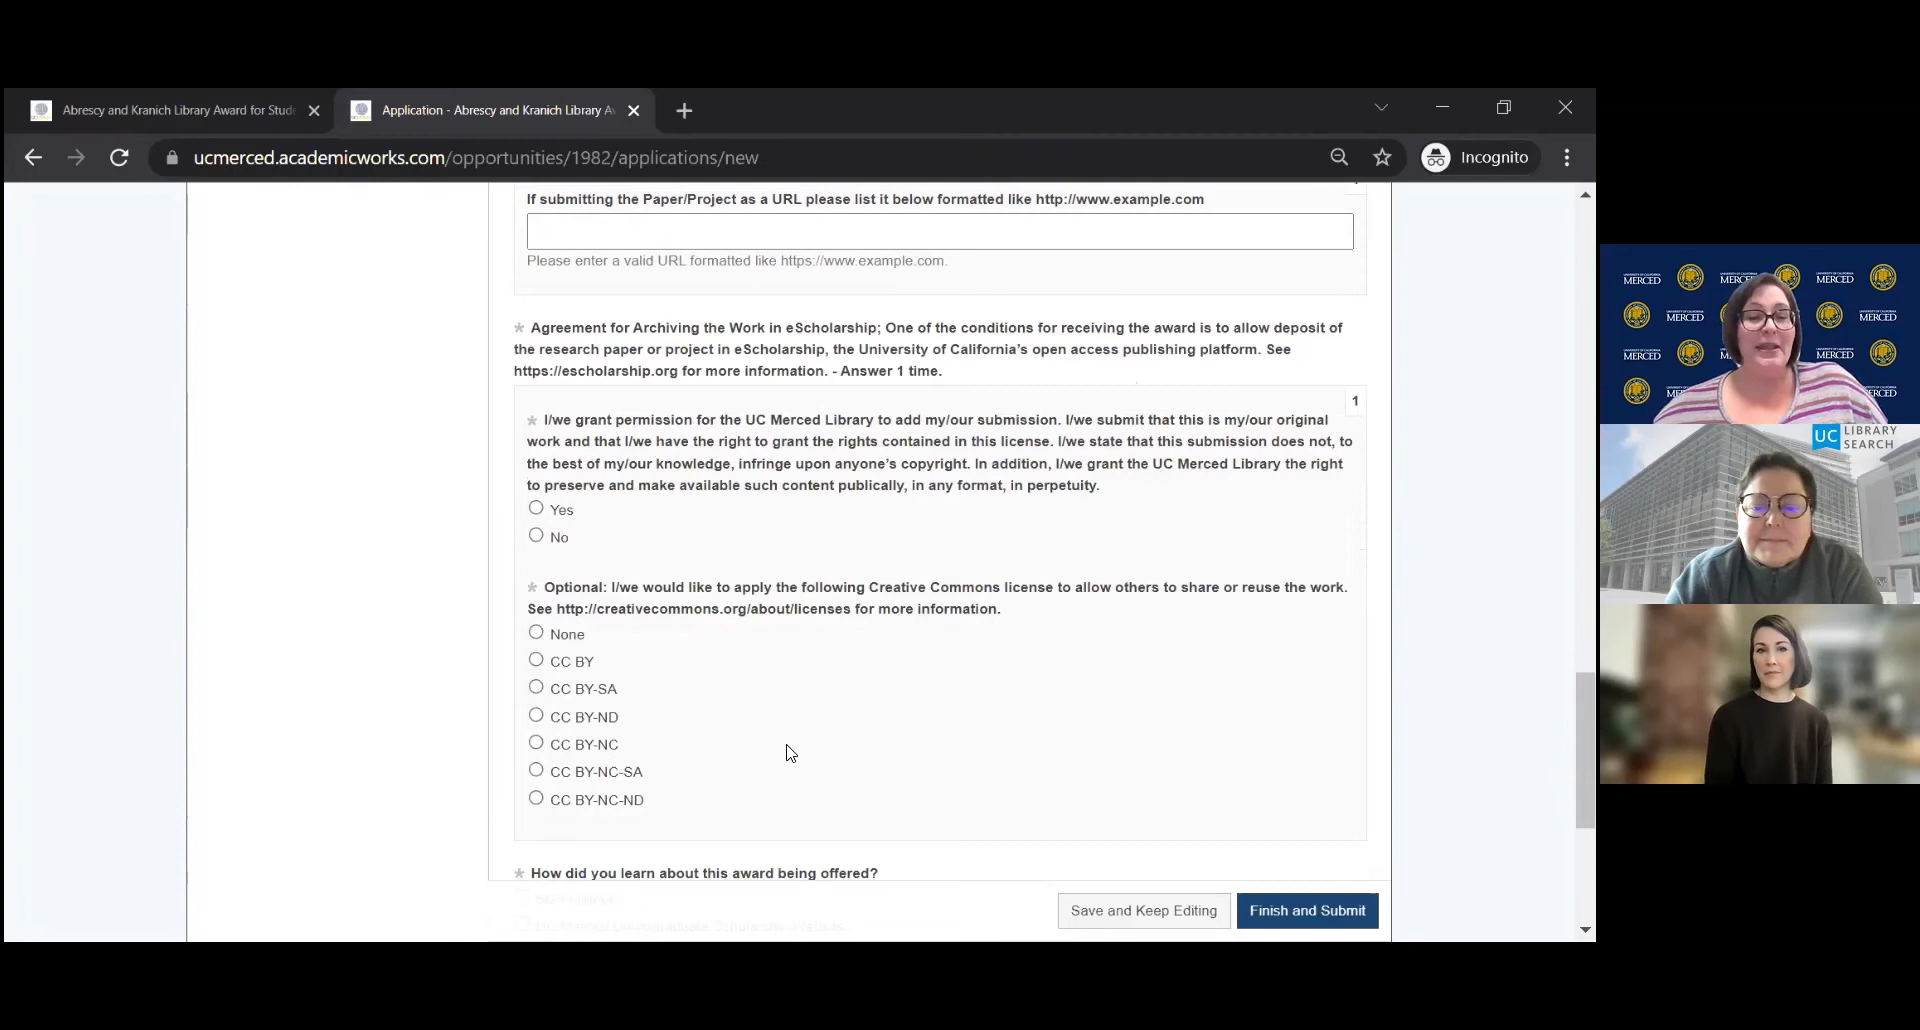 Abrescy and Kranich Library Award for Stude
Application - Abrescy and Kranich Library A
ucmerced.academicworks.com/opportunities/1982/applications/new
Incognito
If submitting the Paper/Project as a URL please list it below formatted like http://www.example.com
Please enter a valid URL formatted like https://www.example.com.
* Agreement for Archiving the Work in eScholarship; One of the conditions for receiving the award is to allow deposit of
the research paper or project in eScholarship, the University of California's open access publishing platform. See
https://escholarship.org for more information. - Answer 1 time.
1
* I/we grant permission for the UC Merced Library to add my/our submission. I/we submit that this is my/our original
work and that I/we have the right to grant the rights contained in this license. I/we state that this submission does not, to
the best of my/our knowledge, infringe upon anyone's copyright. In addition, I/we grant the UC Merced Library the right
to preserve and make available such content publically, in any format, in perpetuity.
Yes
No
* Optional: I/we would like to apply the following Creative Commons license to allow others to share or reuse the work.
See http://creativecommons.org/about/licenses for more information.
None
CC BY
CC BY-SA
CC BY-ND
CC BY-NC
CC BY-NC-SA
CC BY-NC-ND
* How did you learn about this award being offered?
Save and Keep Editing
Finish and Submit
MERCED
MERCED
MERCED
MERCED
MERCED
MERCED
MERCED
MERCED
UC LIBRARY
SEARCH